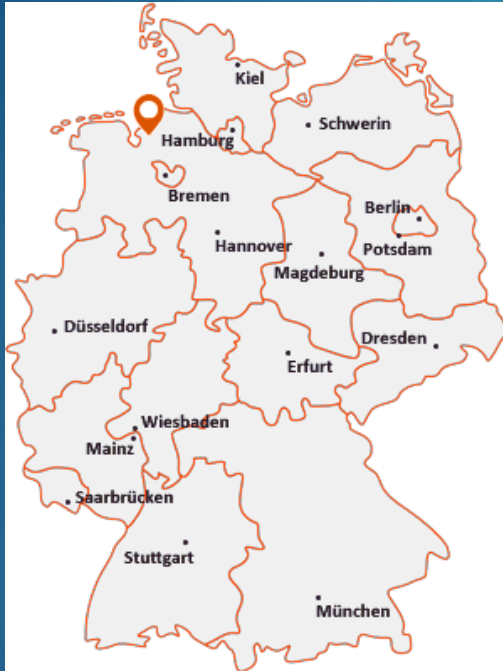 Kiel
Schwerin
Hamburg
Bremen
Berlin
Hannover
Potsdam
Magdeburg
Düsseldorf
Dresden
Erfurt
Wiesbaden
Mainz
Saarbrücken
Stuttgart
München